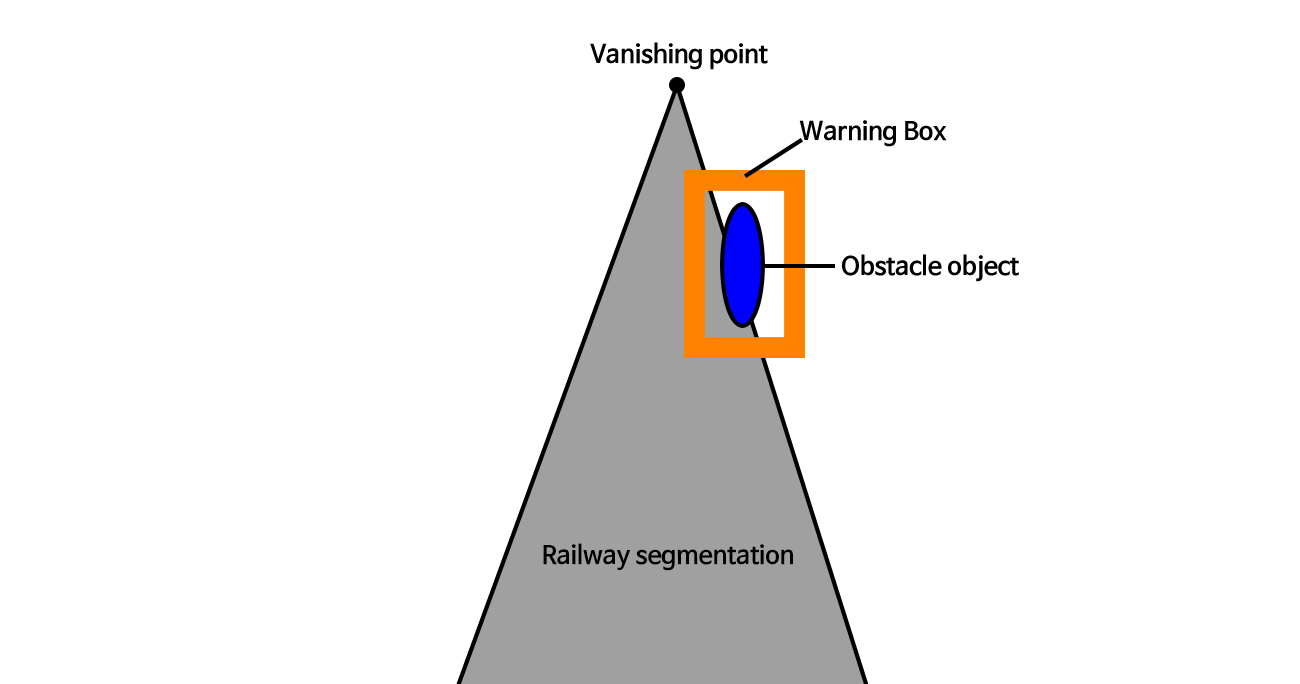 Vanishing point
Warning Box
Obstacle object
Railway segmentation